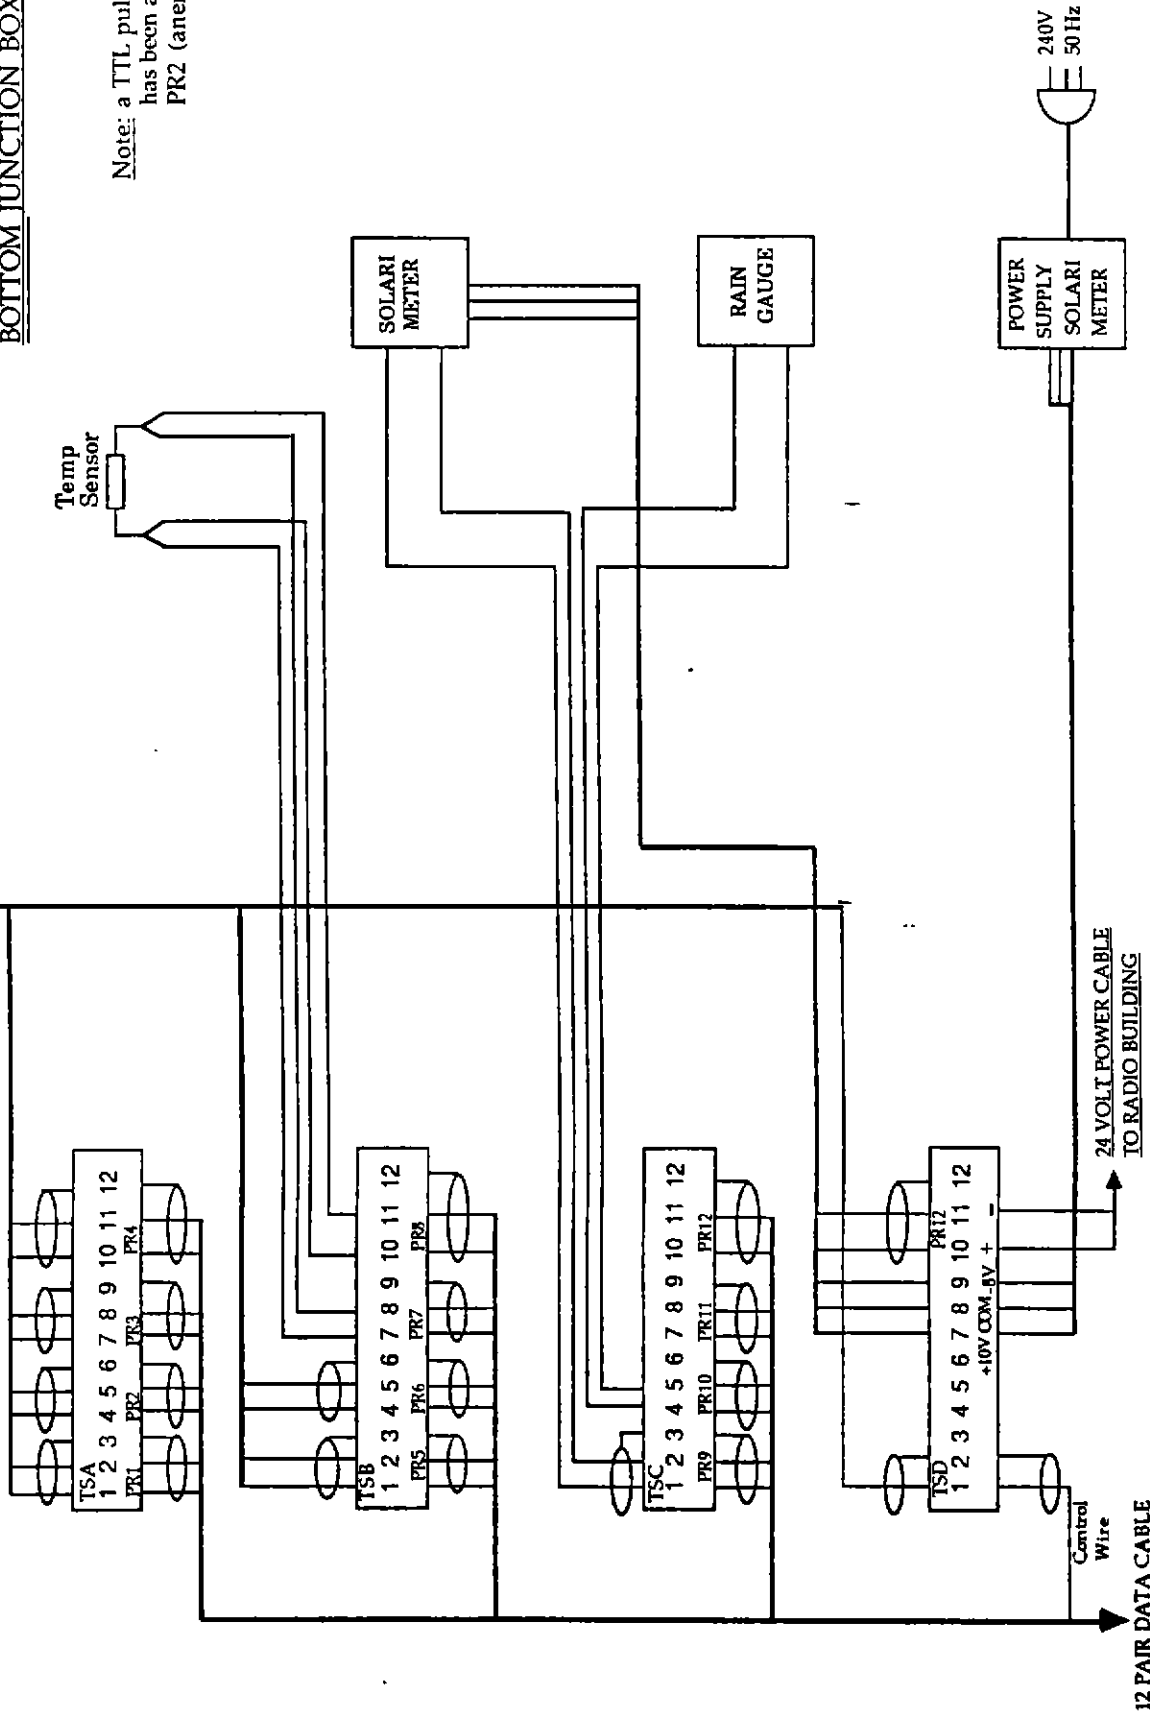 BOTTOM JUNCTION BOX
Note: a TTL pul
has been a
PR2 (aner
Temp
Sensor
SOLARI
METER
RAIN
GAUGE
POWER
SUPPLY
SOLARI
METER
240V
50 Hz
TSA
1 2 3 4 5 6 7 8 9 10 11 12
PR1 PR2 PR3 PR4
TSB
1 2 3 4 5 6 7 8 9 10 11 12
PR5 PR6 PR7 PR8
TSC
1 2 3 4 5 6 7 8 9 10 11 12
PR9 PR10 PR11 PR12
TSD
PR12
1 2 3 4 5 6 7 8 9 10 11 12
+10V COM -8V + -
Control
Wire
24 VOLT POWER CABLE
TO RADIO BUILDING
12 PAIR DATA CABLE